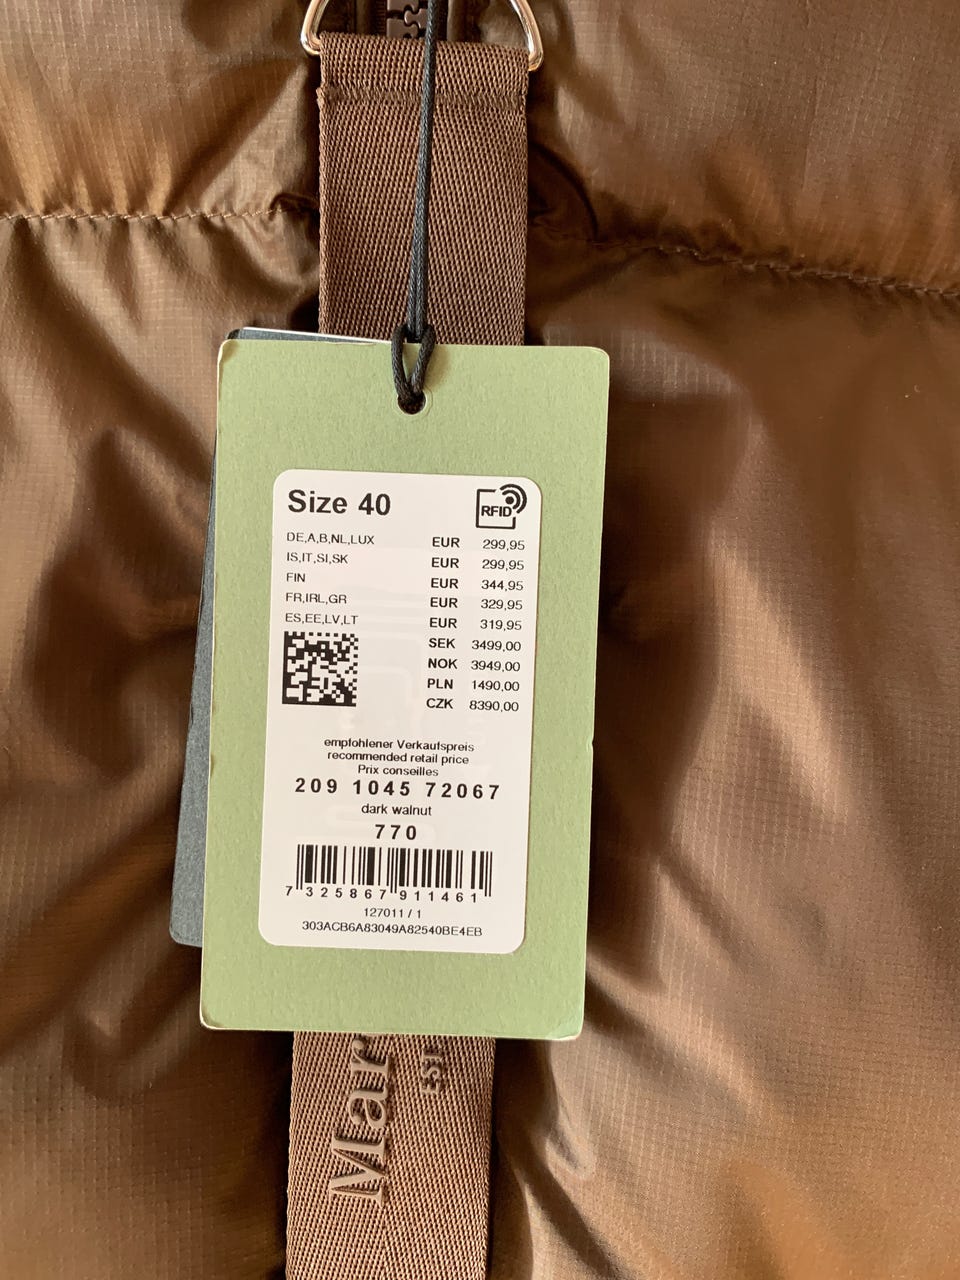 Size 40
RFID
DE,A,B,NL,LUX EUR 299,95
IS,IT,SI,SK EUR 299,95
FIN EUR 344,95
FR,IRL,GR EUR 329,95
ES,EE,LV,LT EUR 319,95
SEK 3499,00
NOK 3949,00
PLN 1490,00
CZK 8390,00
empfohlener Verkaufspreis
recommended retail price
Prix conseilles
209 1045 72067
dark walnut
770
7 325867 911461
127011 / 1
303ACB6A83049A82540BE4EB
Mar
EST